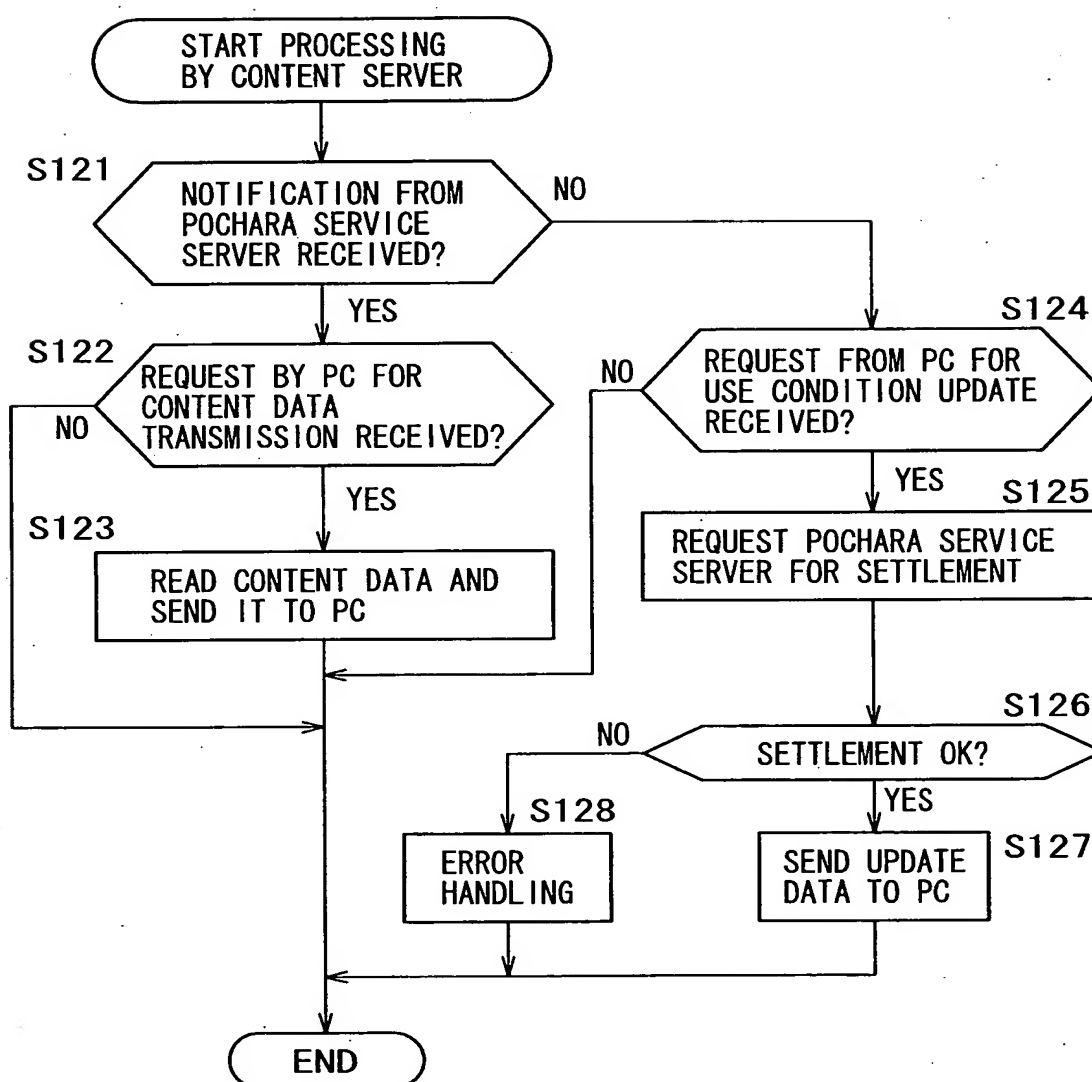 START PROCESSING
BY CONTENT SERVER
S121
NOTIFICATION FROM
POCHARA SERVICE
SERVER RECEIVED?
NO
YES
S122
REQUEST BY PC FOR
CONTENT DATA
TRANSMISSION RECEIVED?
NO
YES
S123
READ CONTENT DATA AND
SEND IT TO PC
S124
REQUEST FROM PC FOR
USE CONDITION UPDATE
RECEIVED?
NO
YES
S125
REQUEST POCHARA SERVICE
SERVER FOR SETTLEMENT
S126
SETTLEMENT OK?
NO
YES
S128
ERROR
HANDLING
S127
SEND UPDATE
DATA TO PC
END